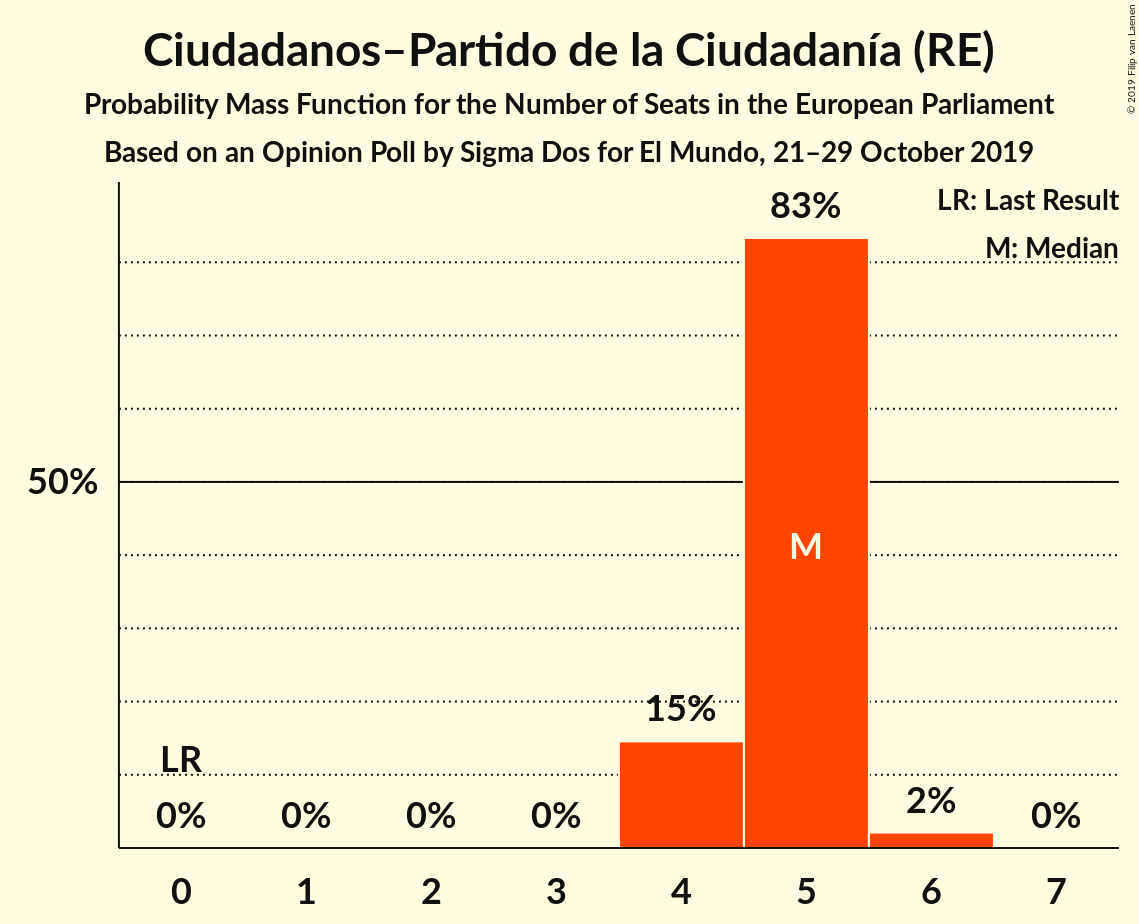 Ciudadanos–Partido de la Ciudadanía (RE)
Probability Mass Function for the Number of Seats in the European Parliament
Based on an Opinion Poll by Sigma Dos for El Mundo, 21–29 October 2019
© 2019 Filip van Laenen
LR: Last Result
M: Median
83%
50%
M
15%
LR
2%
0% 0% 0% 0% 0%
0 1 2 3 4 5 6 7